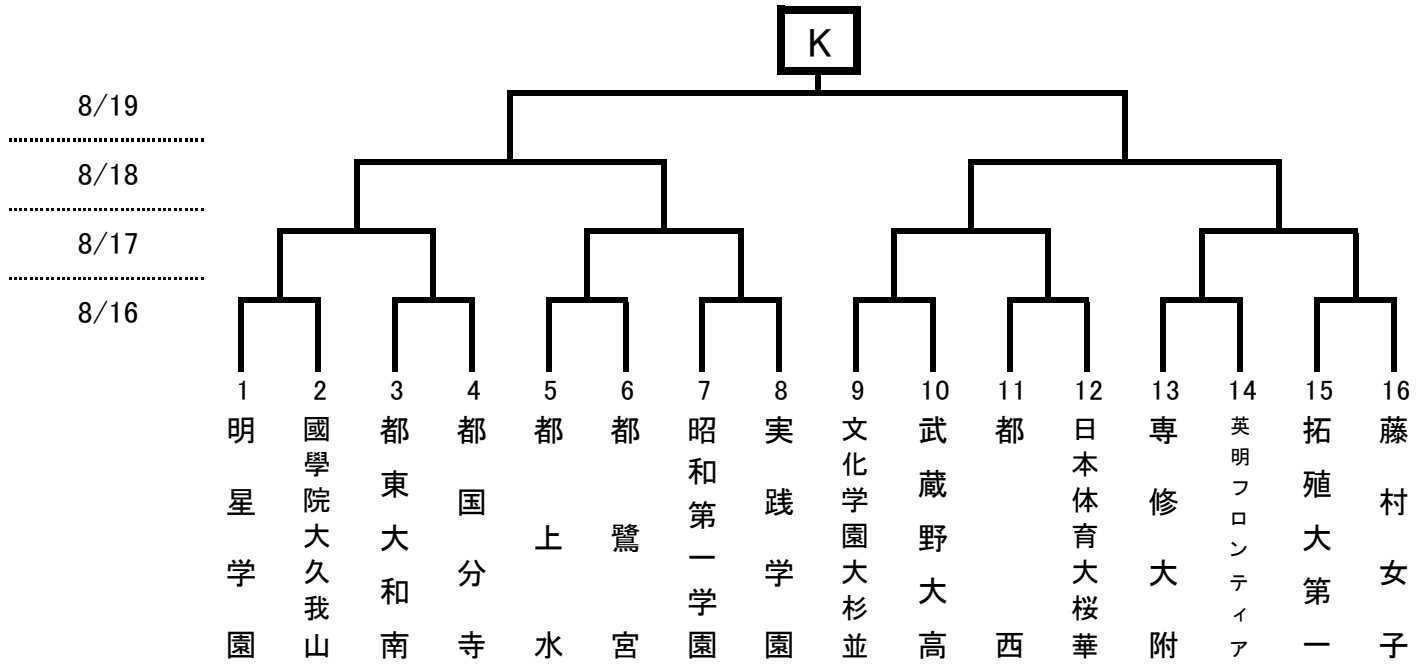 K
8/19
8/18
8/17
8/16
1
2
3
4
5
6
7
8
9
10
11
12
13
14
15
16
明星学園
國學院大久我山
都東大和南
都国分寺
都上水
都鷺宮
昭和第一学園
実践学園
文化学園大杉並
武蔵野大高
都西
日本体育大桜華
専修大附
英明フロンティア
拓殖大第一
藤村女子